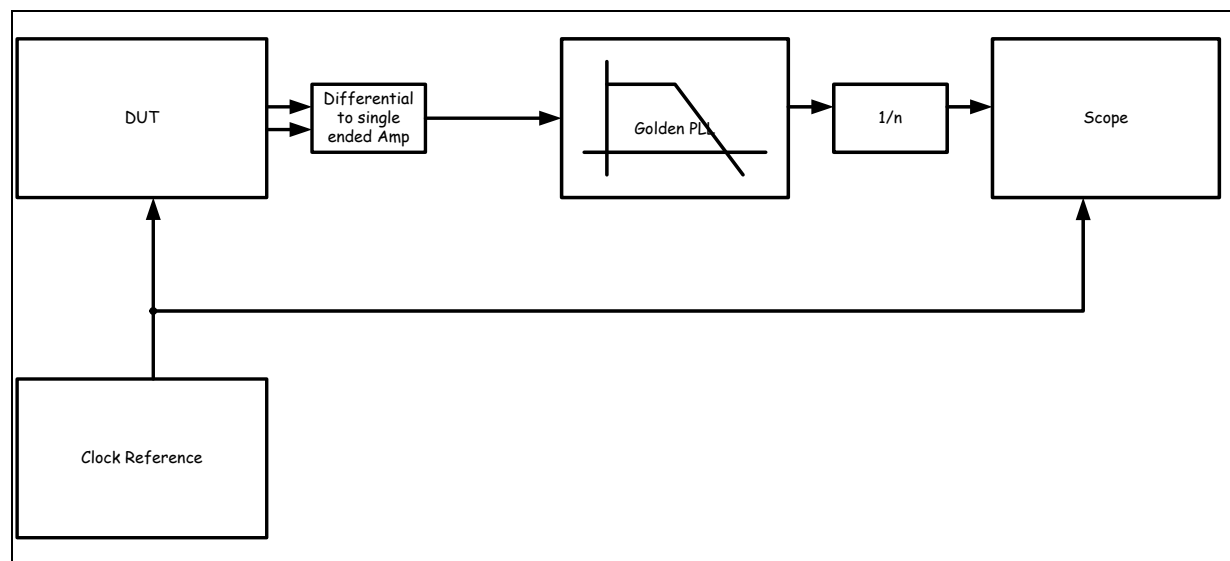 DUT
Differential
to single
ended Amp
Golden PLL
1/n
Scope
Clock Reference